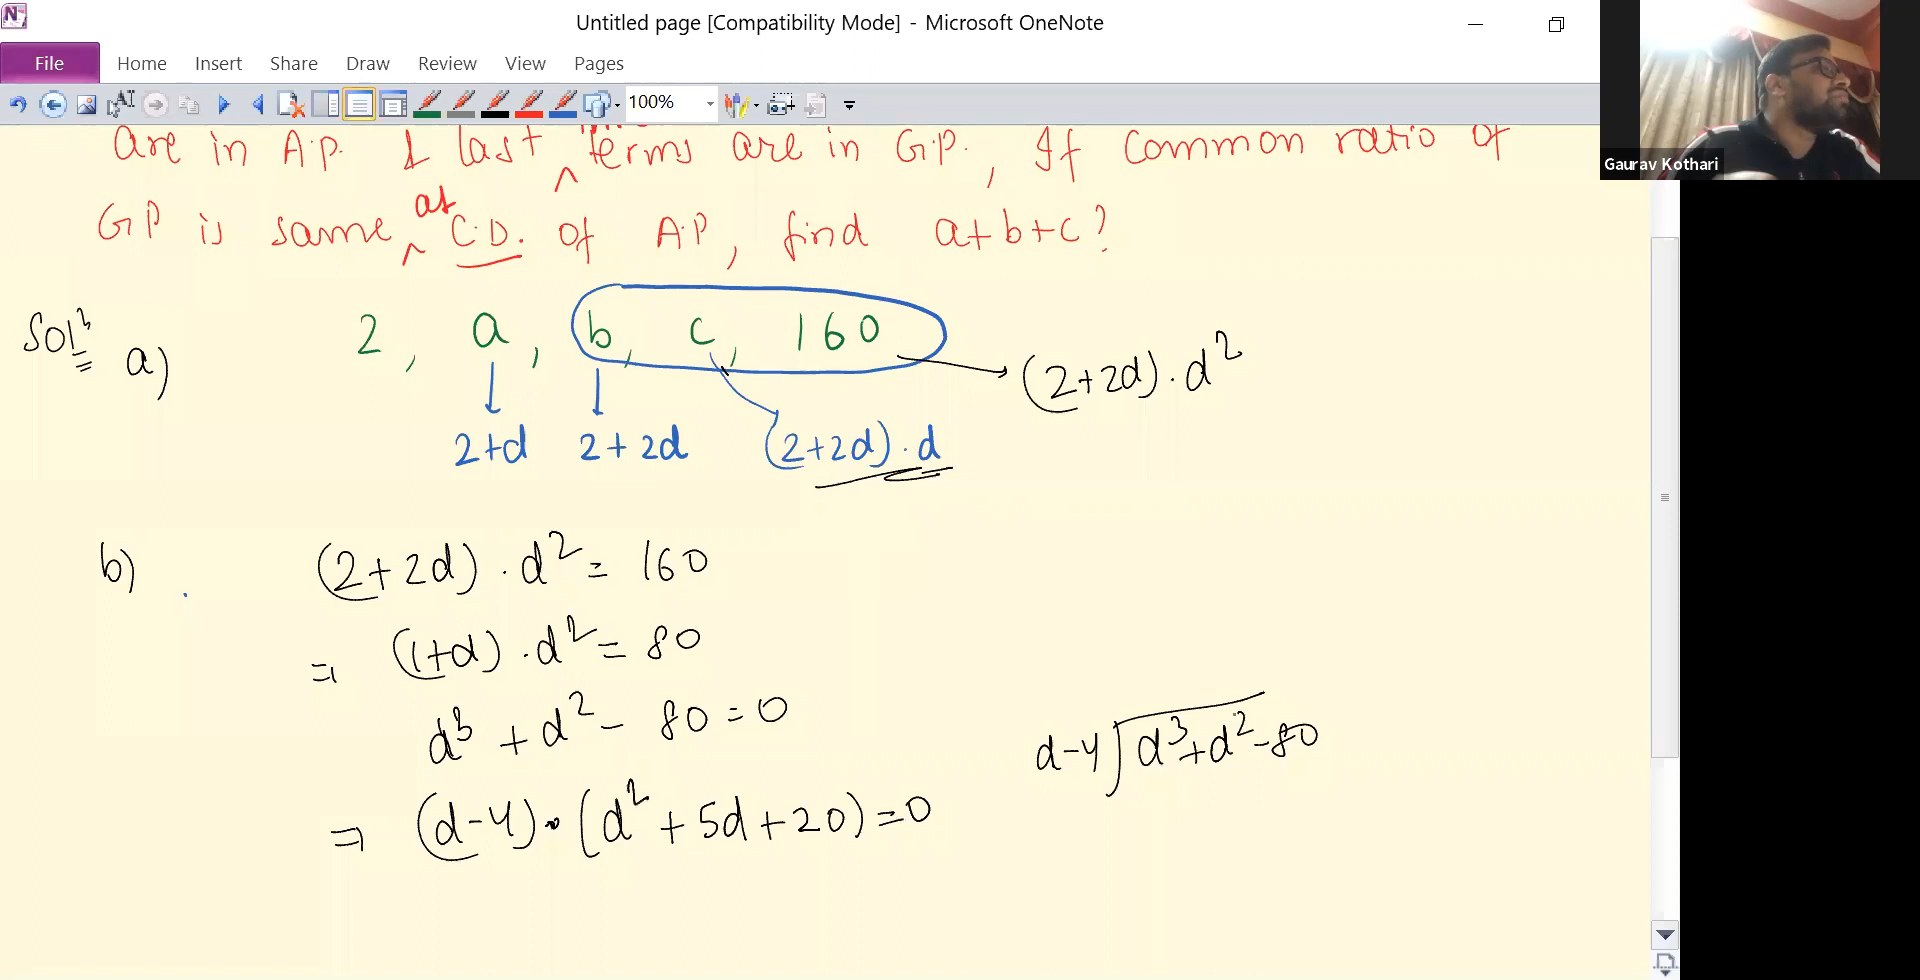 Untitled page [Compatibility Mode] - Microsoft OneNote
File Home Insert Share Draw Review View Pages
100%
Gaurav Kothari
are in A.P. & last terms are in G.P., If common ratio of
GP is same as C.D. of A.P, find a+b+c?
Solⁿ a) 2, a, b, c, 160
(2+2d).d²
2+d 2+2d (2+2d).d
b) (2+2d).d² = 160
⇒ (1+d).d² = 80
d³ + d² - 80 = 0
d-4 d³+d²-80
⇒ (d-4).(d²+5d+20)=0